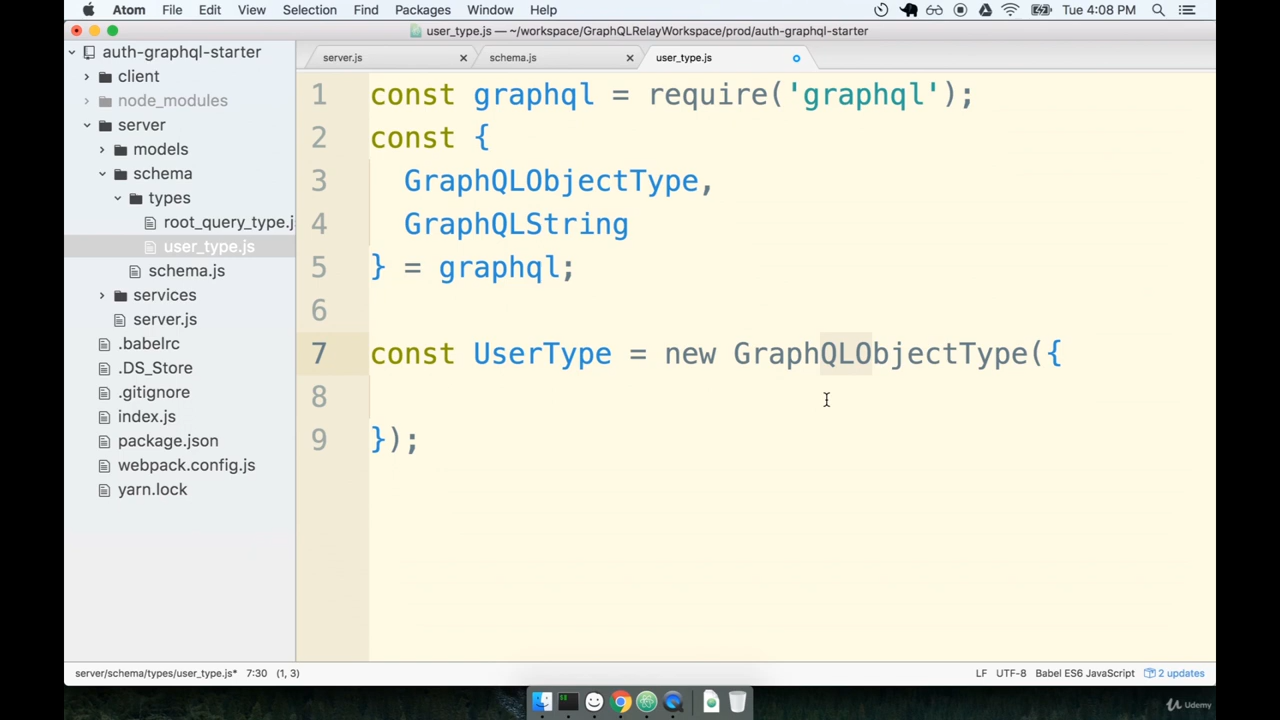 Atom File Edit View Selection Find Packages Window Help Tue 4:08 PM
user_type.js — ~/workspace/GraphQLRelayWorkspace/prod/auth-graphql-starter
auth-graphql-starter
client
node_modules
server
models
schema
types
root_query_type.j
user_type.js
schema.js
services
server.js
.babelrc
.DS_Store
.gitignore
index.js
package.json
webpack.config.js
yarn.lock
server.js schema.js user_type.js
1 const graphql = require('graphql');
2 const {
3 GraphQLObjectType,
4 GraphQLString
5 } = graphql;
6
7 const UserType = new GraphQLObjectType({
8
9 });
server/schema/types/user_type.js* 7:30 (1, 3) LF UTF-8 Babel ES6 JavaScript 2 updates
Udemy